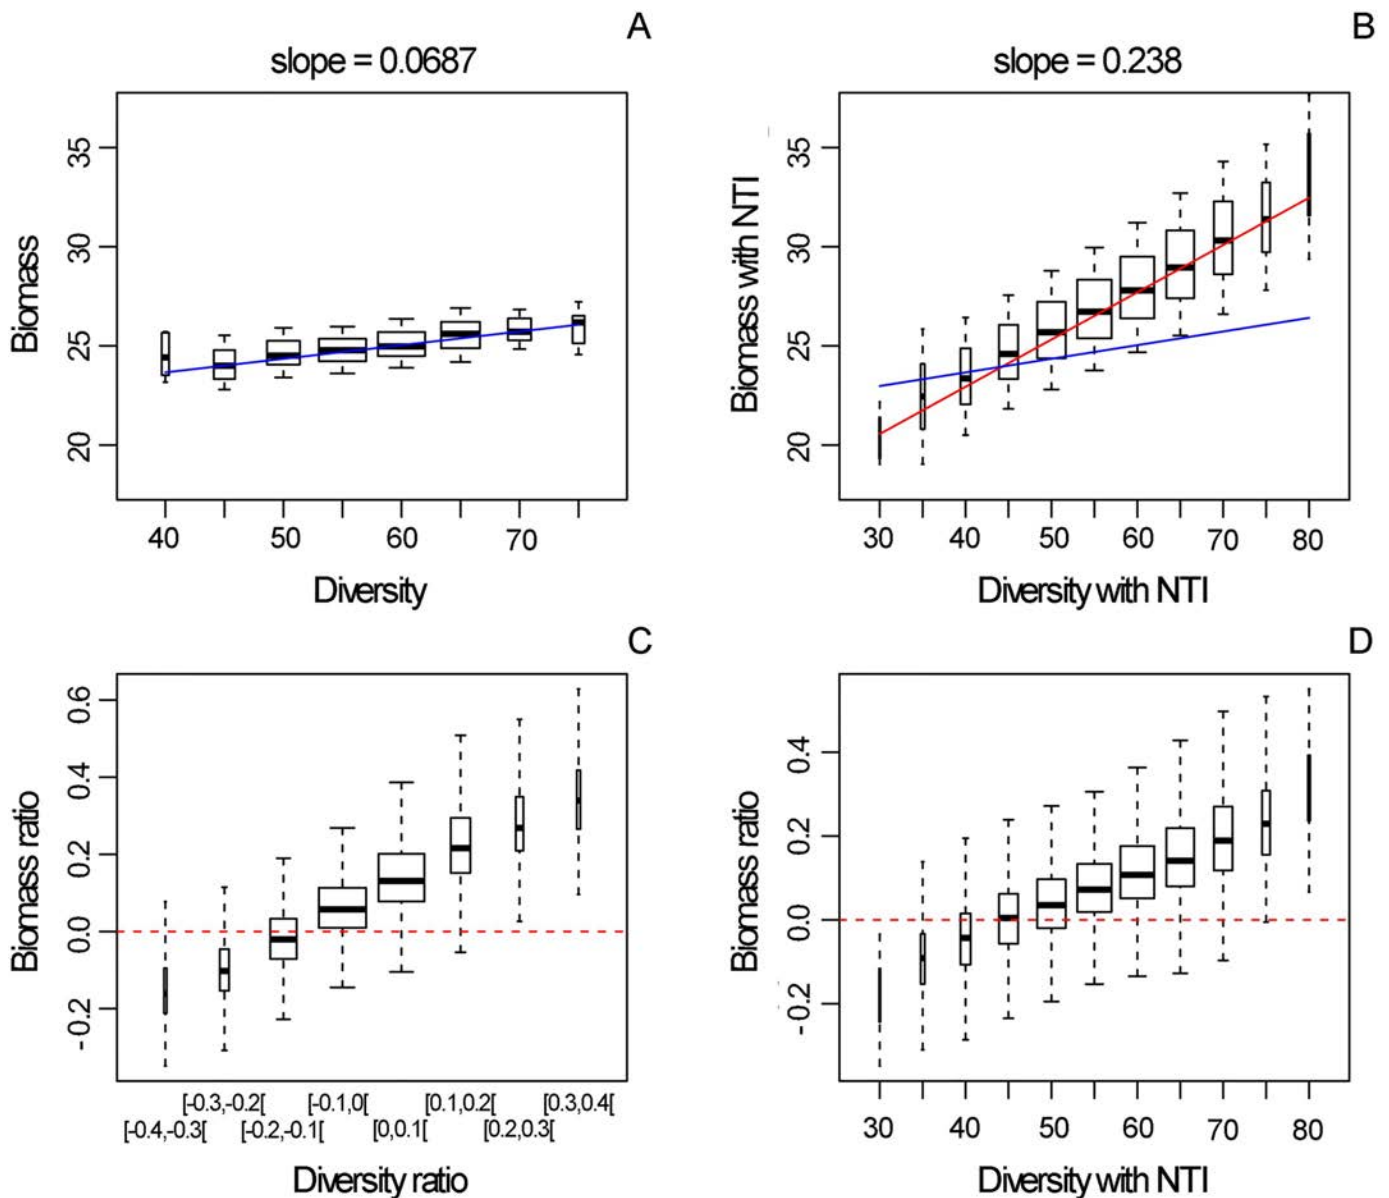 A
slope = 0.0687
Biomass
35
30
25
20
40
50
60
70
Diversity
B
slope = 0.238
Biomass with NTI
35
30
25
20
30
40
50
60
70
80
Diversity with NTI
C
Biomass ratio
0.6
0.4
0.2
0.0
-0.2
[-0.3,-0.2[
[-0.1,0[
[0.1,0.2[
[0.3,0.4[
[-0.4,-0.3[
[-0.2,-0.1[
[0,0.1[
[0.2,0.3[
Diversity ratio
D
Biomass ratio
0.4
0.2
0.0
-0.2
30
40
50
60
70
80
Diversity with NTI